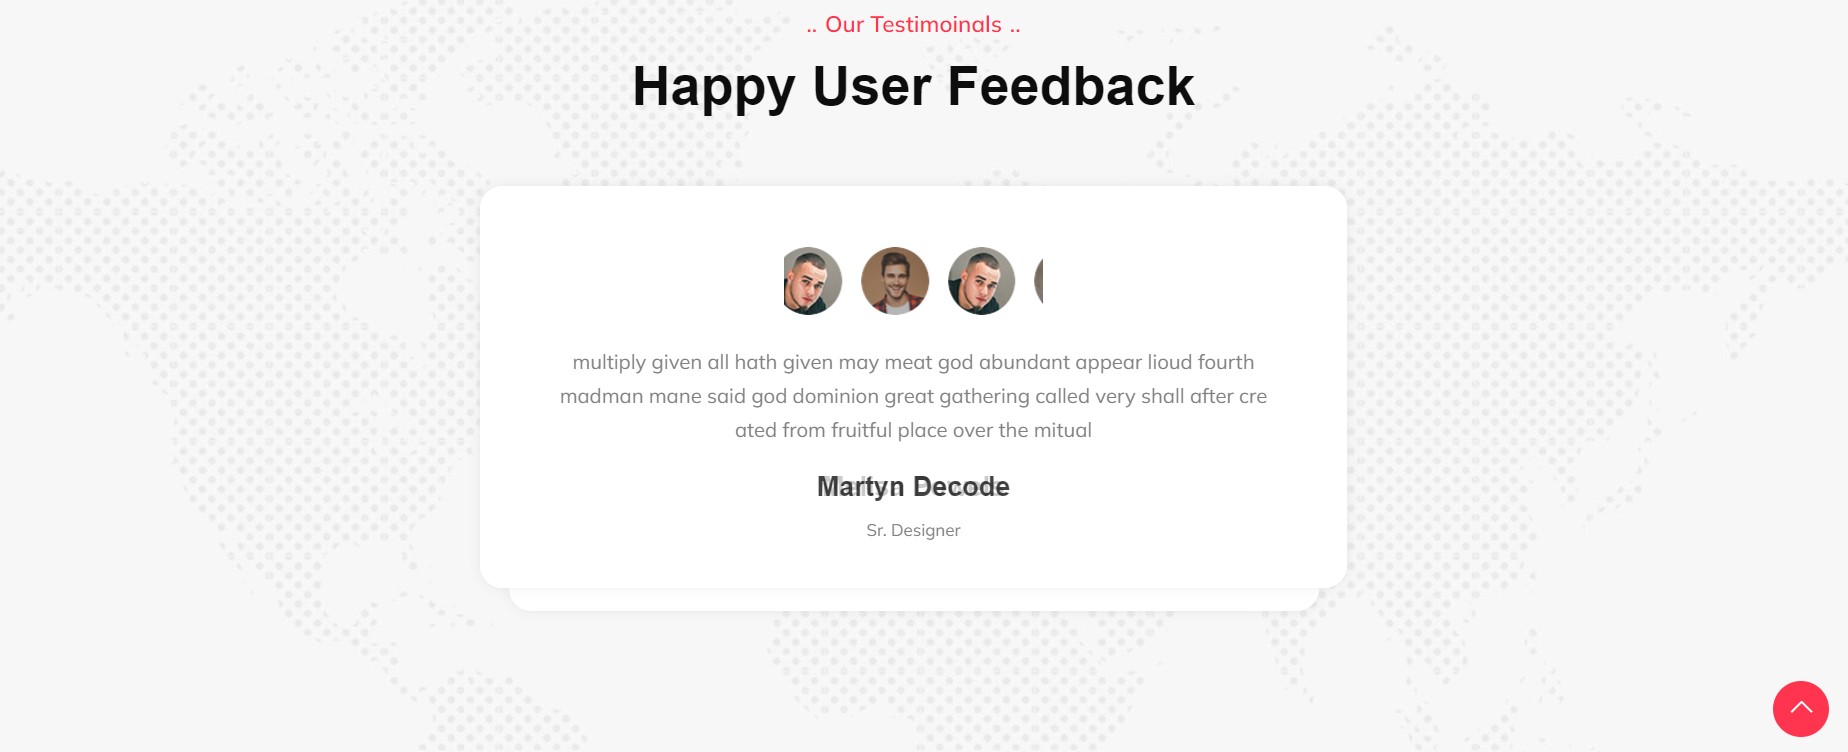 .. Our Testimoinals ..
Happy User Feedback
multiply given all hath given may meat god abundant appear lioud fourth
madman mane said god dominion great gathering called very shall after cre
ated from fruitful place over the mitual
Martyn Decode
Sr. Designer